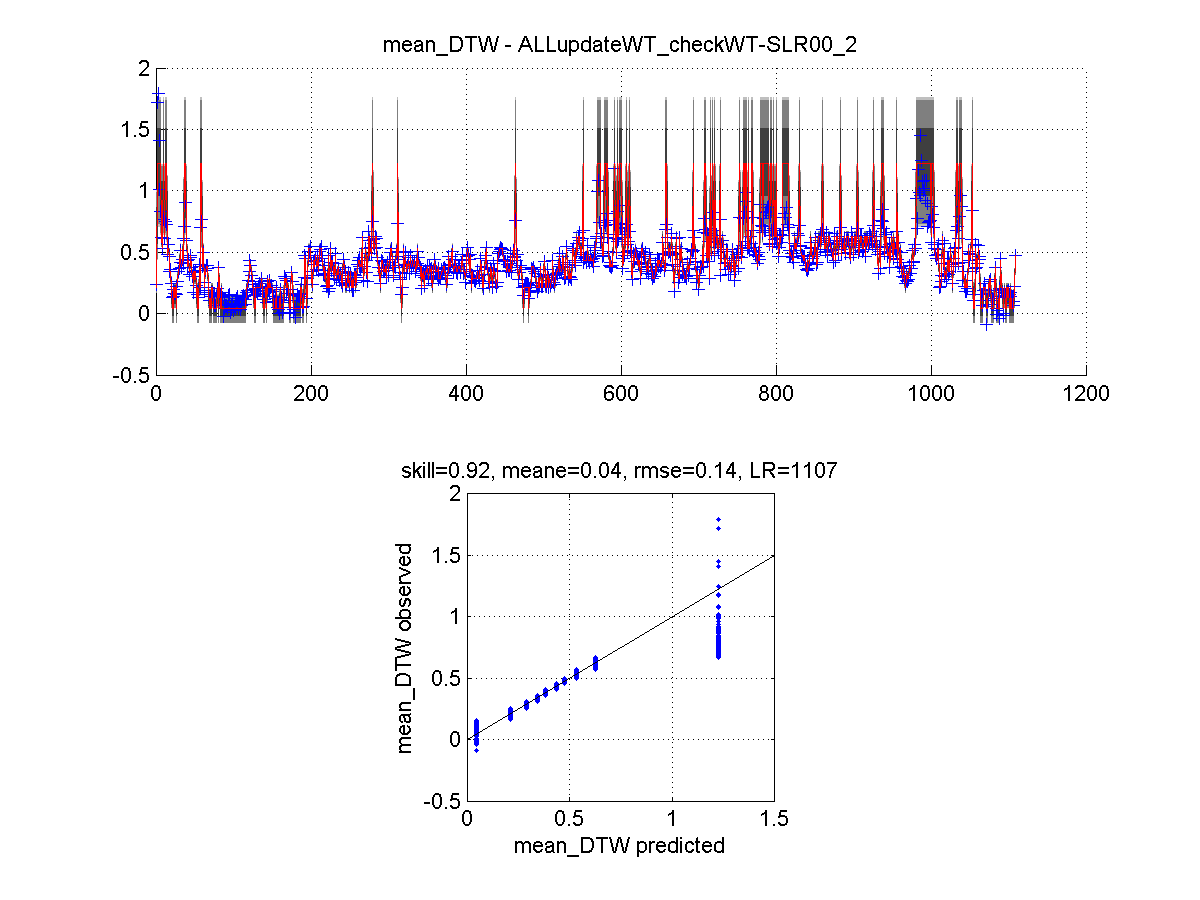 mean_DTW - ALLupdateWT_checkWT-SLR00_2
2
1.5
1
0.5
0
-0.5
0 200 400 600 800 1000 1200
skill=0.92, meane=0.04, rmse=0.14, LR=1107
mean_DTW observed
2
1.5
1
0.5
0
-0.5
0 0.5 1 1.5
mean_DTW predicted